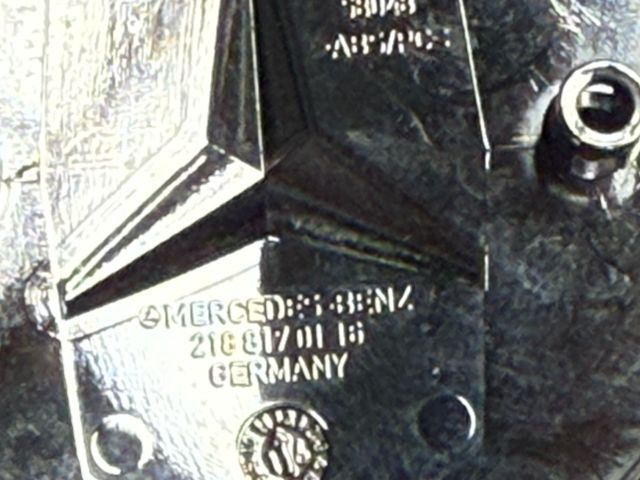 ABS/PC
MERCEDES-BENZ
218 817 01 16
GERMANY